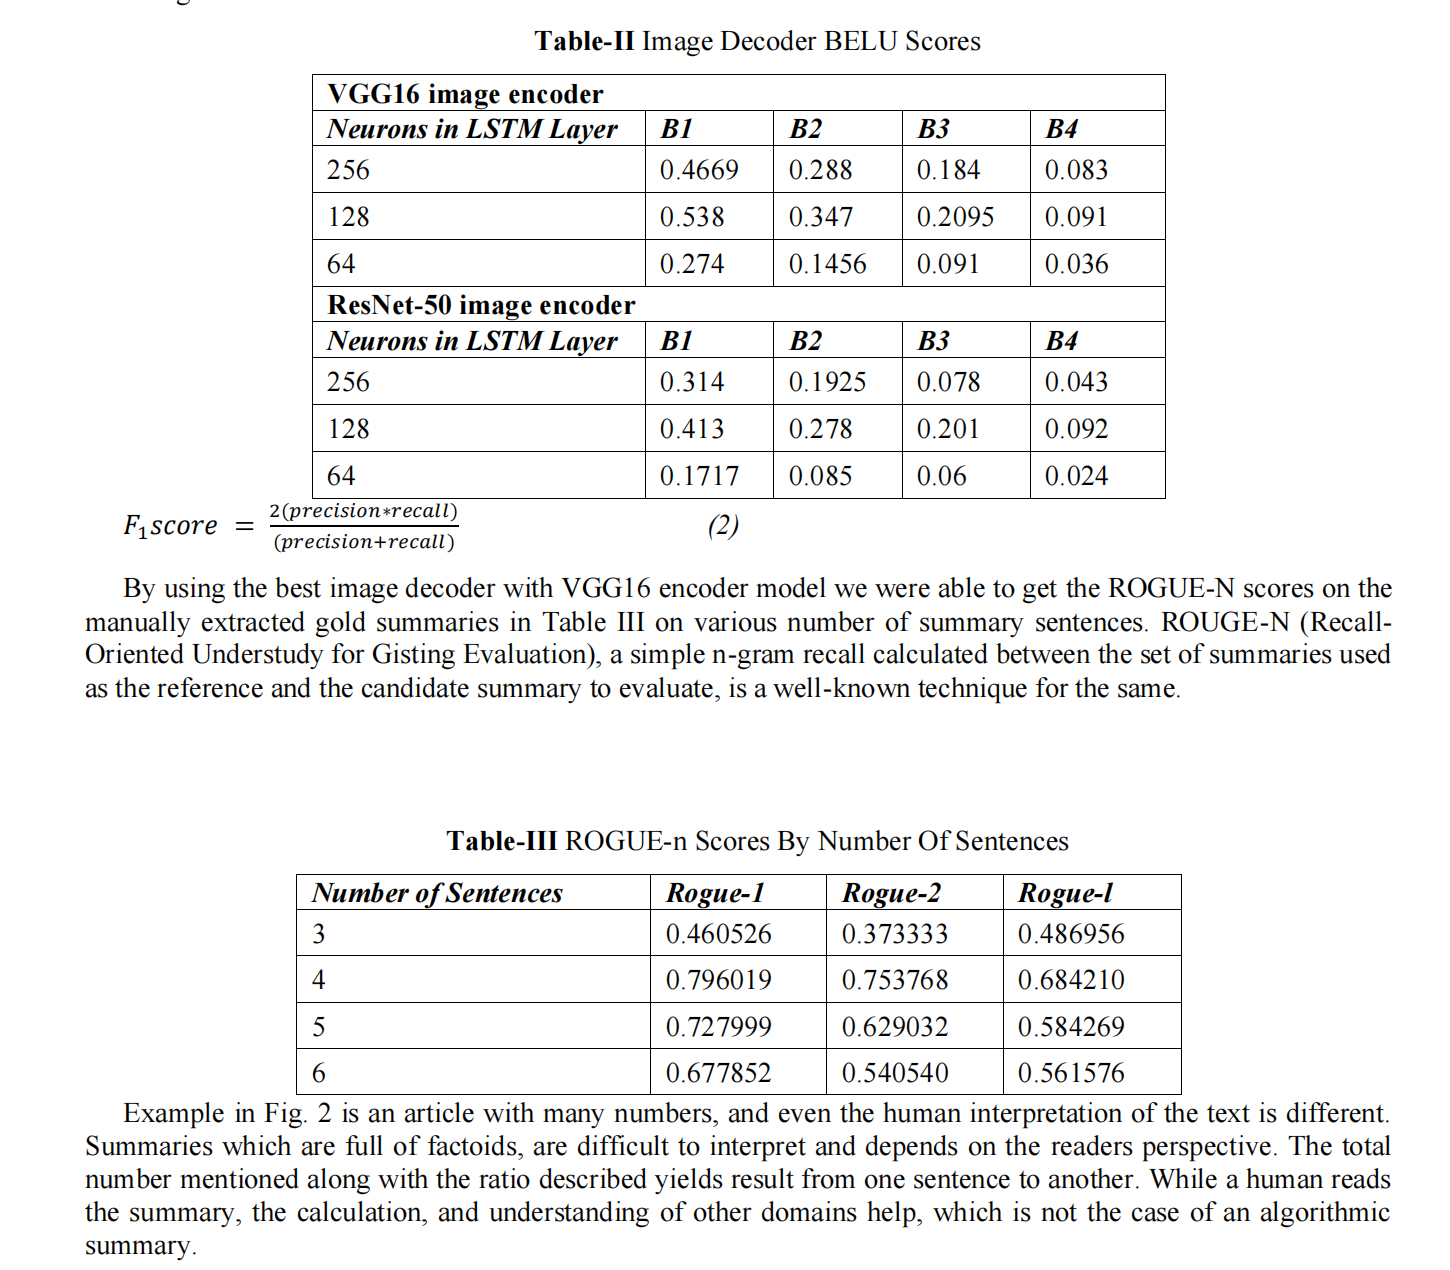 Table-II Image Decoder BELU Scores
VGG16 image encoder
Neurons in LSTM Layer B1 B2 B3 B4
256 0.4669 0.288 0.184 0.083
128 0.538 0.347 0.2095 0.091
64 0.274 0.1456 0.091 0.036
ResNet-50 image encoder
Neurons in LSTM Layer B1 B2 B3 B4
256 0.314 0.1925 0.078 0.043
128 0.413 0.278 0.201 0.092
64 0.1717 0.085 0.06 0.024
F₁score = 2(precision∗recall)/(precision+recall) (2)
By using the best image decoder with VGG16 encoder model we were able to get the ROGUE-N scores on the
manually extracted gold summaries in Table III on various number of summary sentences. ROUGE-N (Recall-
Oriented Understudy for Gisting Evaluation), a simple n-gram recall calculated between the set of summaries used
as the reference and the candidate summary to evaluate, is a well-known technique for the same.
Table-III ROGUE-n Scores By Number Of Sentences
Number of Sentences Rogue-1 Rogue-2 Rogue-l
3 0.460526 0.373333 0.486956
4 0.796019 0.753768 0.684210
5 0.727999 0.629032 0.584269
6 0.677852 0.540540 0.561576
Example in Fig. 2 is an article with many numbers, and even the human interpretation of the text is different.
Summaries which are full of factoids, are difficult to interpret and depends on the readers perspective. The total
number mentioned along with the ratio described yields result from one sentence to another. While a human reads
the summary, the calculation, and understanding of other domains help, which is not the case of an algorithmic
summary.